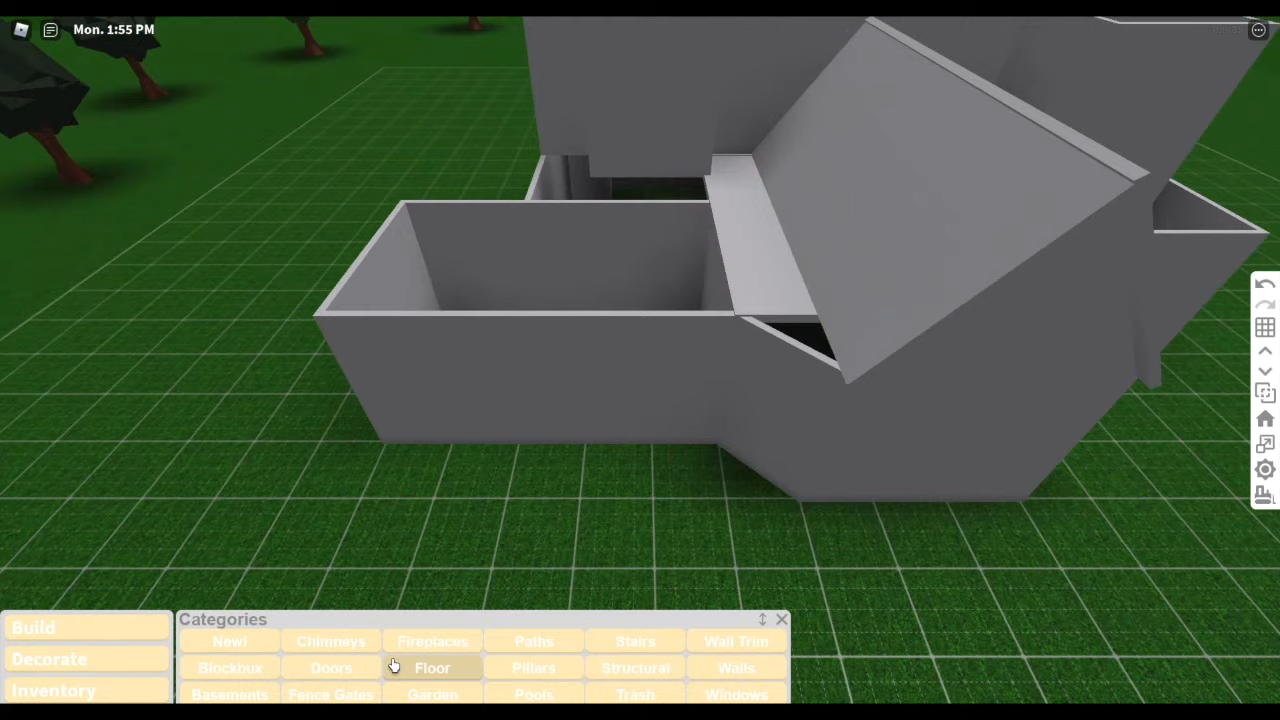 Mon. 1:55 PM
Build
Decorate
Inventory
Categories
New! Chimneys Fireplaces Paths Stairs Wall Trim
Blockbux Doors Floor Pillars Structural Walls
Basements Fence Gates Garden Pools Trash Windows